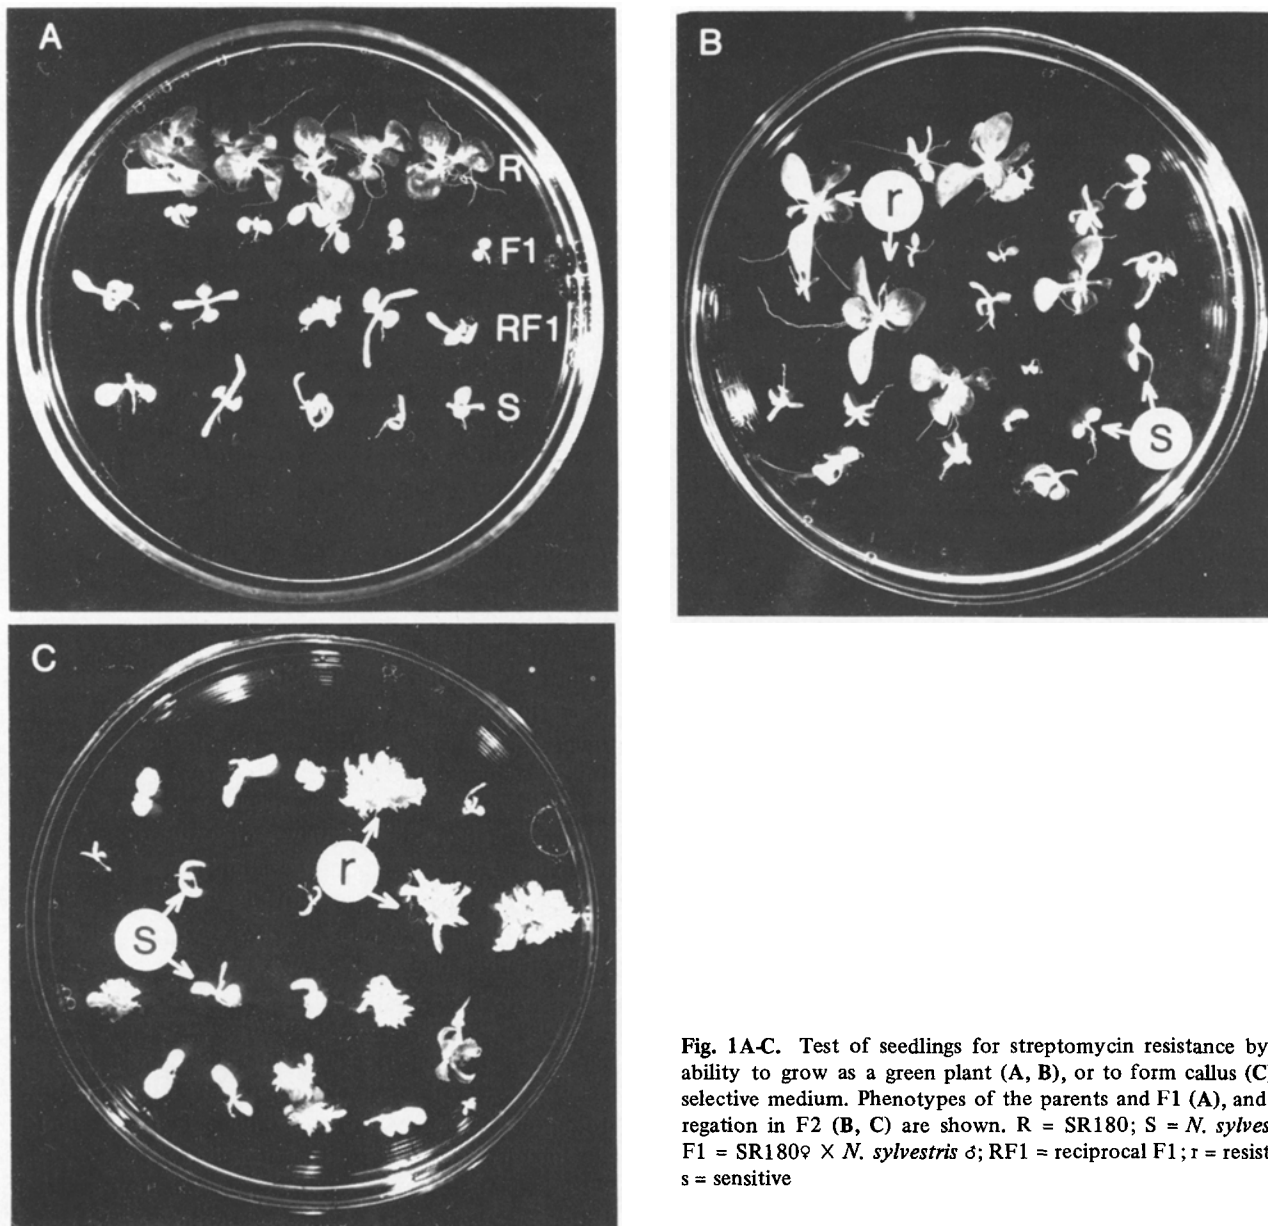 A
R
F1
RF1
S
B
r
s
C
r
s
Fig. 1A-C. Test of seedlings for streptomycin resistance by
ability to grow as a green plant (A, B), or to form callus (C
selective medium. Phenotypes of the parents and F1 (A), and
regation in F2 (B, C) are shown. R = SR180; S = N. sylves
F1 = SR180♀ X N. sylvestris ♂; RF1 = reciprocal F1; r = resist
s = sensitive